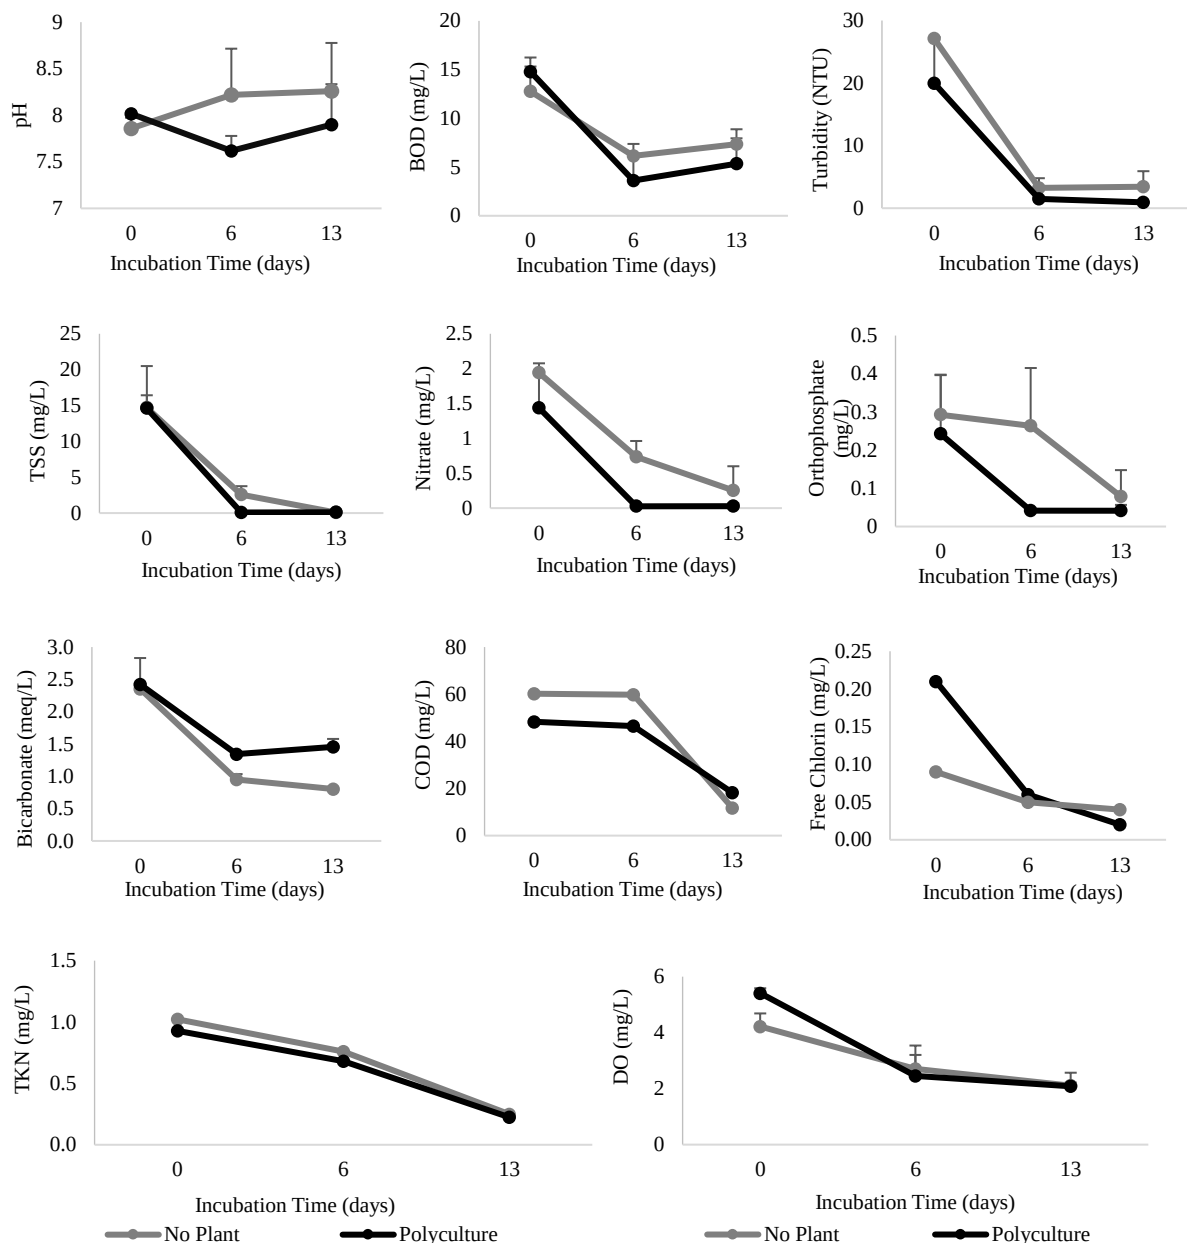 9
8.5
8
7.5
7
pH
0 6 13
Incubation Time (days)
20
15
10
5
0
BOD (mg/L)
0 6 13
Incubation Time (days)
30
20
10
0
Turbidity (NTU)
0 6 13
Incubation Time (days)
25
20
15
10
5
0
TSS (mg/L)
0 6 13
Incubation Time (days)
2.5
2
1.5
1
0.5
0
Nitrate (mg/L)
0 6 13
Incubation Time (days)
0.5
0.4
0.3
0.2
0.1
0
Orthophosphate
(mg/L)
0 6 13
Incubation Time (days)
3.0
2.5
2.0
1.5
1.0
0.5
0.0
Bicarbonate (meq/L)
0 6 13
Incubation Time (days)
80
60
40
20
0
COD (mg/L)
0 6 13
Incubation Time (days)
0.25
0.20
0.15
0.10
0.05
0.00
Free Chlorin (mg/L)
0 6 13
Incubation Time (days)
1.5
1.0
0.5
0.0
TKN (mg/L)
0 6 13
Incubation Time (days)
No Plant Polyculture
6
4
2
0
DO (mg/L)
0 6 13
Incubation Time (days)
No Plant Polyculture